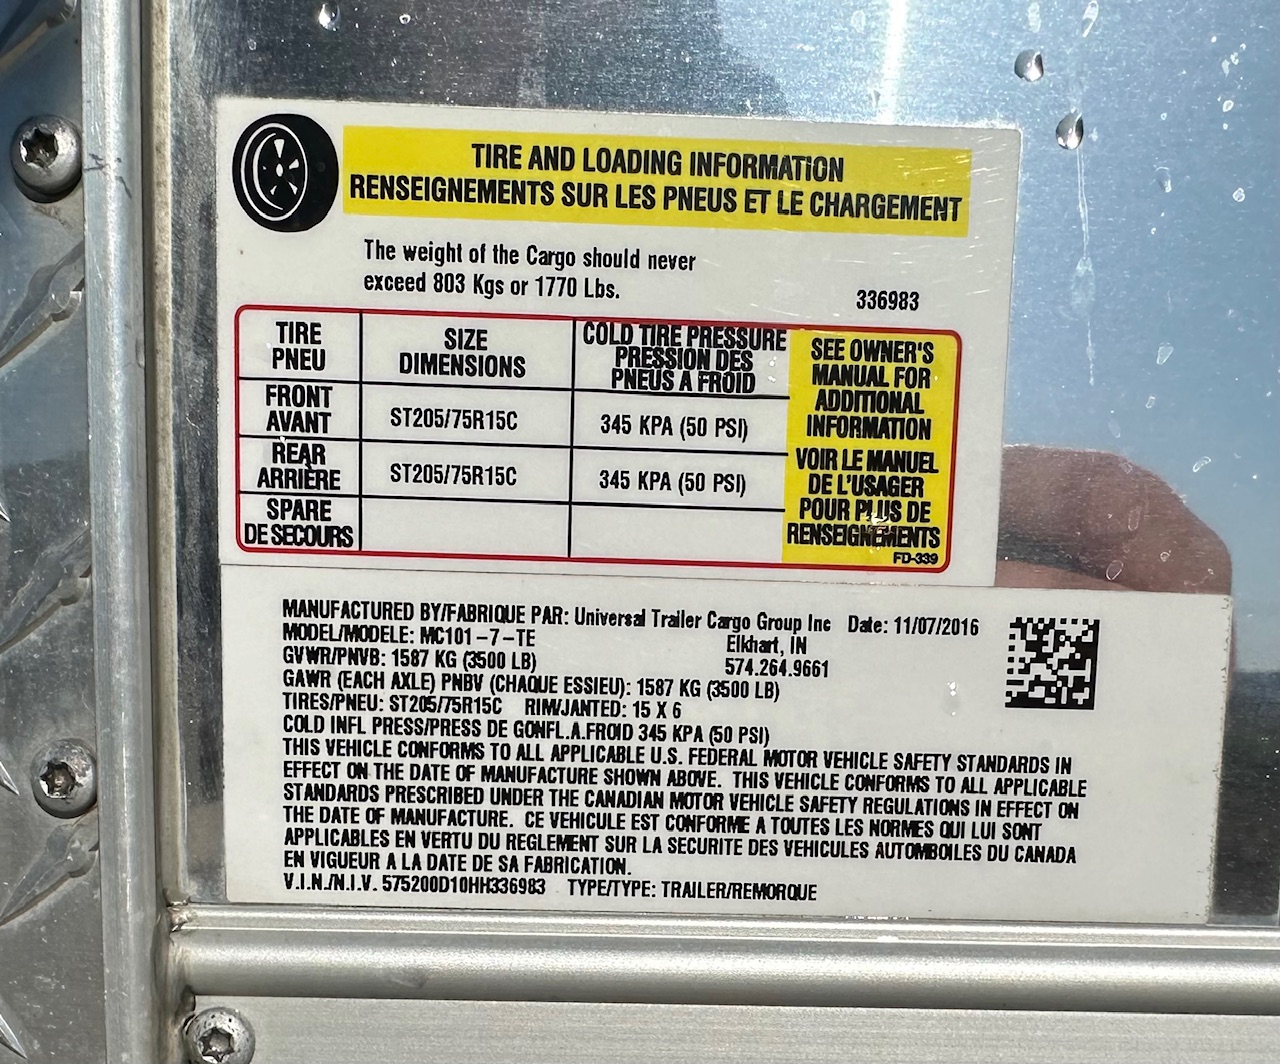 TIRE AND LOADING INFORMATION
RENSEIGNEMENTS SUR LES PNEUS ET LE CHARGEMENT
The weight of the Cargo should never
exceed 803 Kgs or 1770 Lbs.
336983
TIRE
PNEU
SIZE
DIMENSIONS
COLD TIRE PRESSURE
PRESSION DES
PNEUS A FROID
FRONT
AVANT
ST205/75R15C
345 KPA (50 PSI)
REAR
ARRIÈRE
ST205/75R15C
345 KPA (50 PSI)
SPARE
DE SECOURS
SEE OWNER'S
MANUAL FOR
ADDITIONAL
INFORMATION
VOIR LE MANUEL
DE L'USAGER
POUR PLUS DE
RENSEIGNEMENTS
FD-339
MANUFACTURED BY/FABRIQUE PAR: Universal Trailer Cargo Group Inc Date: 11/07/2016
MODEL/MODELE: MC101-7-TE Elkhart, IN
GVWR/PNVB: 1587 KG (3500 LB) 574.264.9661
GAWR (EACH AXLE) PNBV (CHAQUE ESSIEU): 1587 KG (3500 LB)
TIRES/PNEU: ST205/75R15C RIM/JANTED: 15 X 6
COLD INFL PRESS/PRESS DE GONFL.A.FROID 345 KPA (50 PSI)
THIS VEHICLE CONFORMS TO ALL APPLICABLE U.S. FEDERAL MOTOR VEHICLE SAFETY STANDARDS IN
EFFECT ON THE DATE OF MANUFACTURE SHOWN ABOVE. THIS VEHICLE CONFORMS TO ALL APPLICABLE
STANDARDS PRESCRIBED UNDER THE CANADIAN MOTOR VEHICLE SAFETY REGULATIONS IN EFFECT ON
THE DATE OF MANUFACTURE. CE VEHICULE EST CONFORME A TOUTES LES NORMES QUI LUI SONT
APPLICABLES EN VERTU DU REGLEMENT SUR LA SECURITE DES VEHICULES AUTOMBOILES DU CANADA
EN VIGUEUR A LA DATE DE SA FABRICATION.
V.I.N./N.I.V. 575200D10HH336983 TYPE/TYPE: TRAILER/REMORQUE